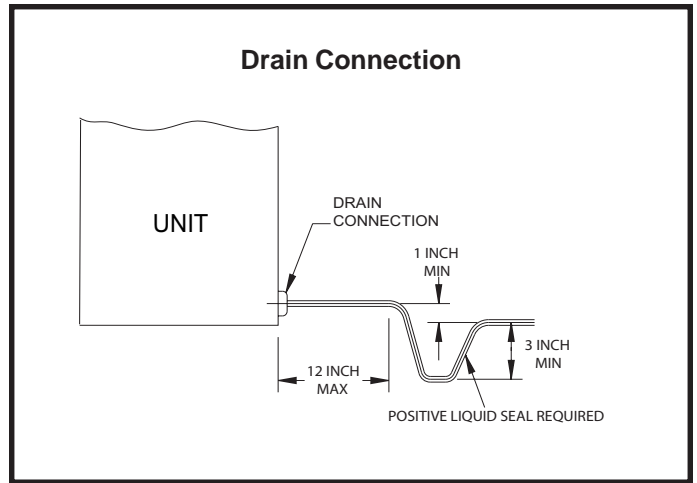 Drain Connection
UNIT
DRAIN
CONNECTION
1 INCH
MIN
12 INCH
MAX
3 INCH
MIN
POSITIVE LIQUID SEAL REQUIRED